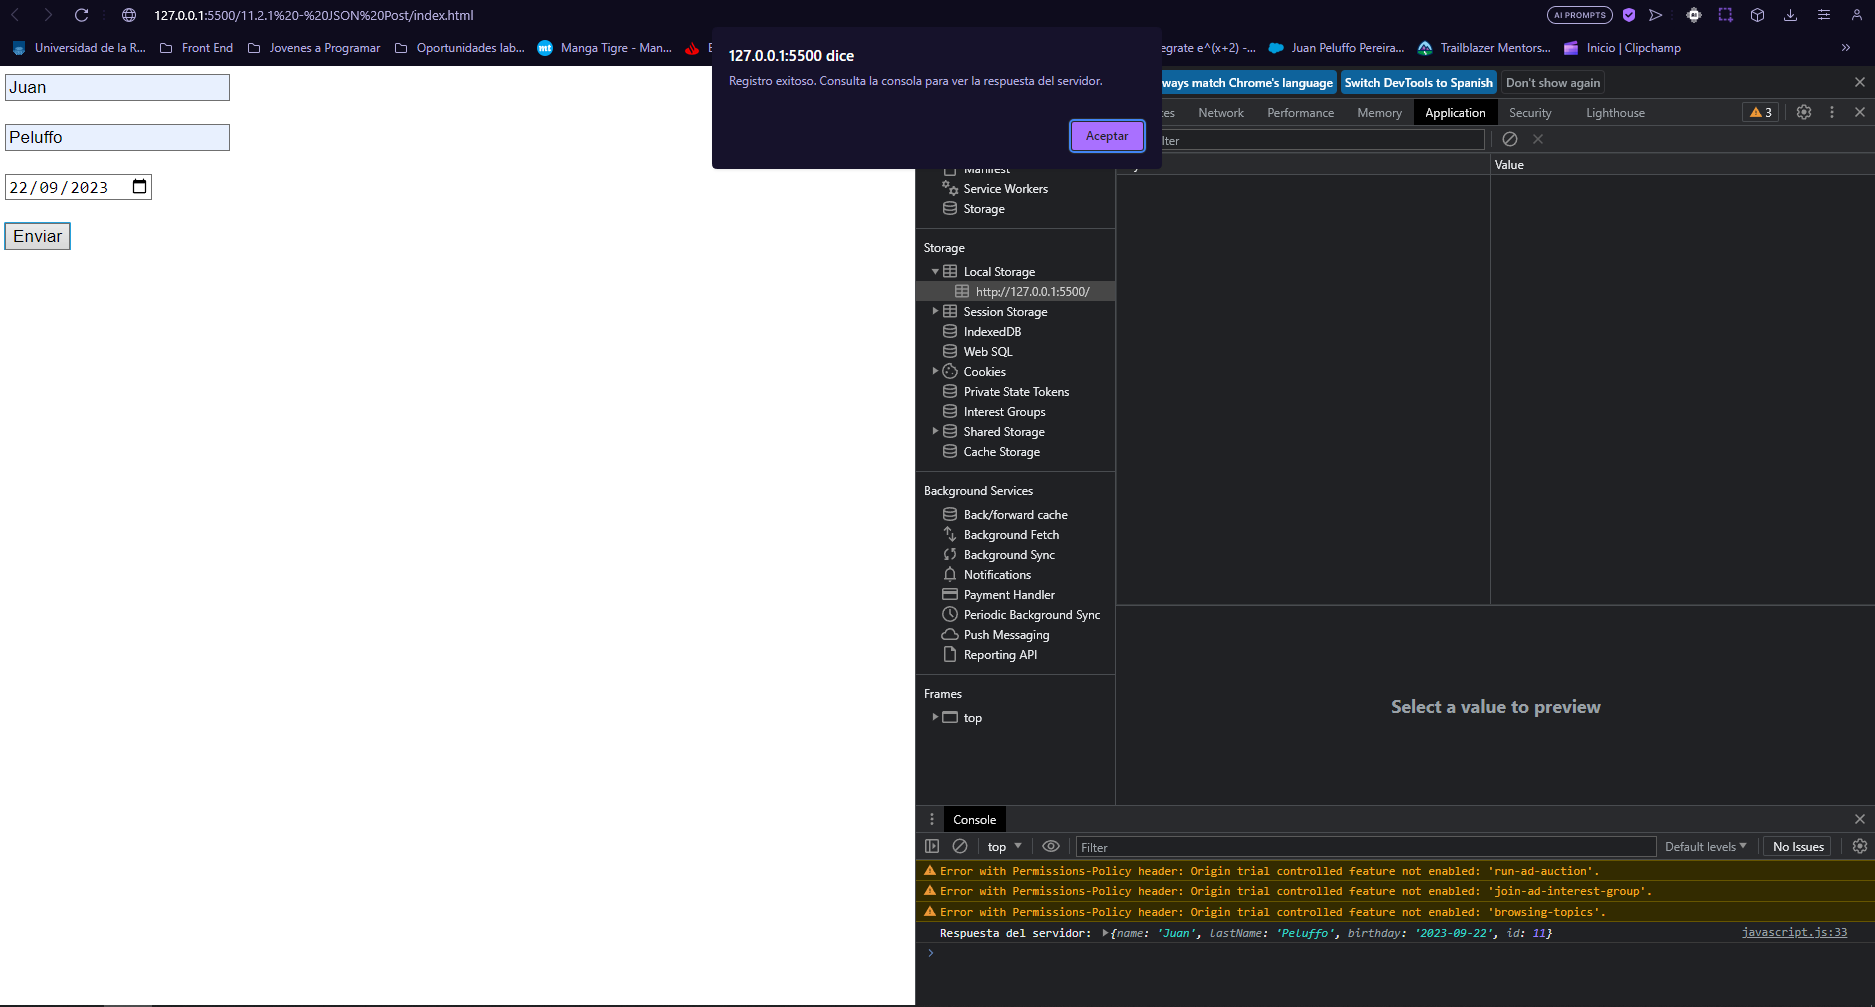 127.0.0.1:5500/11.2.1%20-%20JSON%20Post/index.html
AI PROMPTS
Universidad de la R...
Front End
Jovenes a Programar
Oportunidades lab...
Manga Tigre - Man...
egrate e^(x+2) -...
Juan Peluffo Pereira...
Trailblazer Mentors...
Inicio | Clipchamp
»
127.0.0.1:5500 dice
Registro exitoso. Consulta la consola para ver la respuesta del servidor.
Aceptar
Juan
Peluffo
22/09/2023
Enviar
ways match Chrome's language
Switch DevTools to Spanish
Don't show again
Network
Performance
Memory
Application
Security
Lighthouse
3
lter
Value
Manifest
Service Workers
Storage
Storage
Local Storage
http://127.0.0.1:5500/
Session Storage
IndexedDB
Web SQL
Cookies
Private State Tokens
Interest Groups
Shared Storage
Cache Storage
Background Services
Back/forward cache
Background Fetch
Background Sync
Notifications
Payment Handler
Periodic Background Sync
Push Messaging
Reporting API
Frames
top
Select a value to preview
Console
top
Filter
Default levels
No Issues
Error with Permissions-Policy header: Origin trial controlled feature not enabled: 'run-ad-auction'.
Error with Permissions-Policy header: Origin trial controlled feature not enabled: 'join-ad-interest-group'.
Error with Permissions-Policy header: Origin trial controlled feature not enabled: 'browsing-topics'.
Respuesta del servidor: {name: 'Juan', lastName: 'Peluffo', birthday: '2023-09-22', id: 11} javascript.js:33